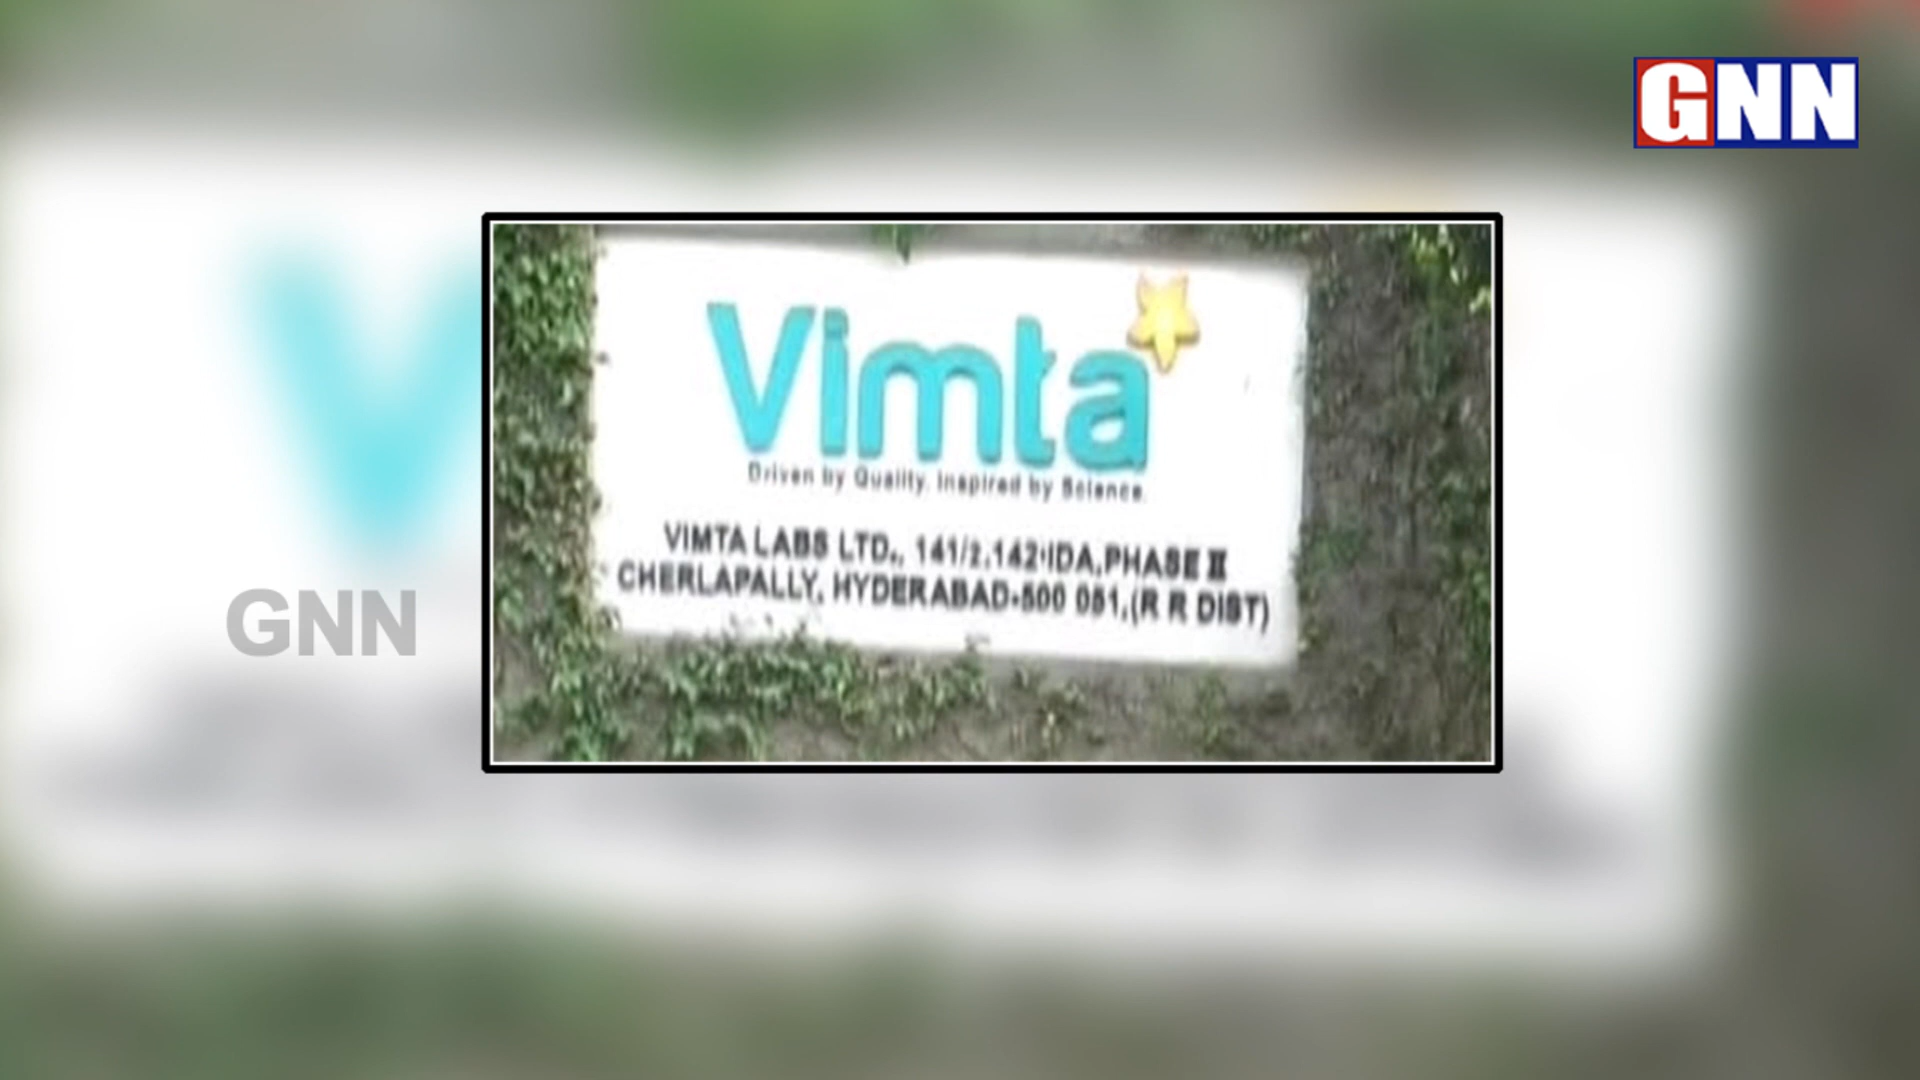 GNN
Vimta
Driven by Quality. Inspired by Science.
VIMTA LABS LTD., 141/2,142 IDA, PHASE II
CHERLAPALLY, HYDERABAD-500 051, (R R DIST)
GNN